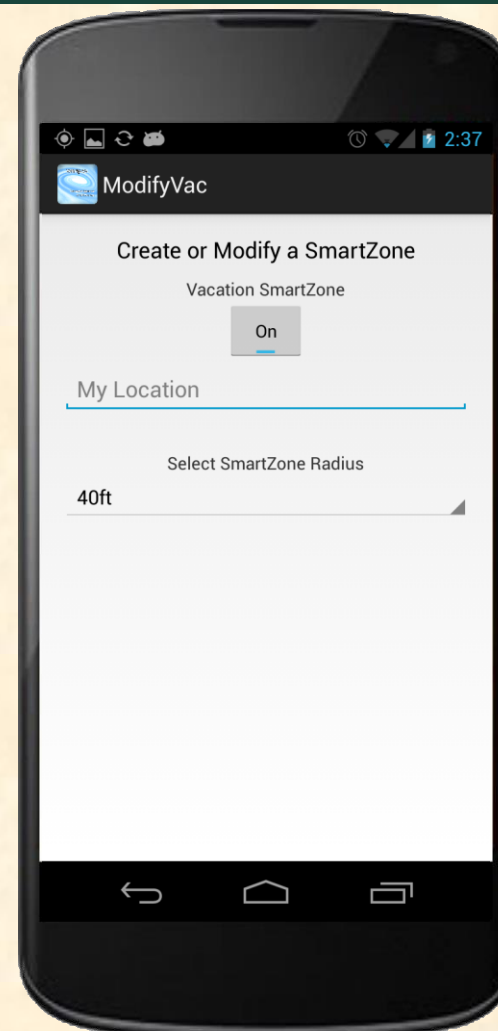 2:37
ModifyVac
Create or Modify a SmartZone
Vacation SmartZone
On
My Location
Select SmartZone Radius
40ft